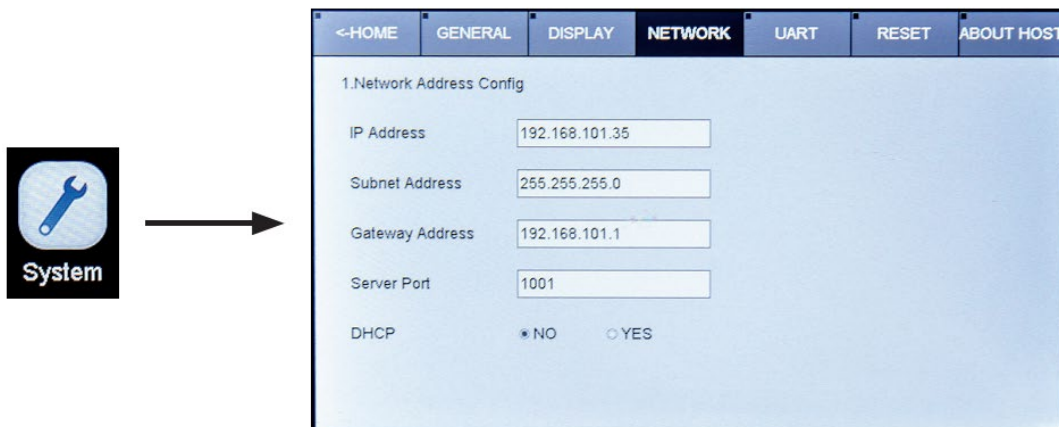 <-HOME GENERAL DISPLAY NETWORK UART RESET ABOUT HOST
1.Network Address Config
IP Address 192.168.101.35
Subnet Address 255.255.255.0
Gateway Address 192.168.101.1
Server Port 1001
DHCP NO YES
System